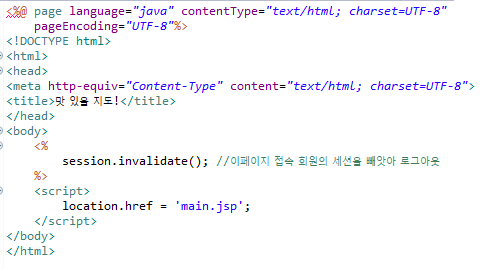 <%@ page language="java" contentType="text/html; charset=UTF-8"
    pageEncoding="UTF-8"%>
<!DOCTYPE html>
<html>
<head>
<meta http-equiv="Content-Type" content="text/html; charset=UTF-8">
<title>맛 있을 지도!</title>
</head>
<body>
    <%
        session.invalidate(); //이페이지 접속 회원의 세션을 빼앗아 로그아웃
    %>
    <script>
        location.href = 'main.jsp';
    </script>
</body>
</html>